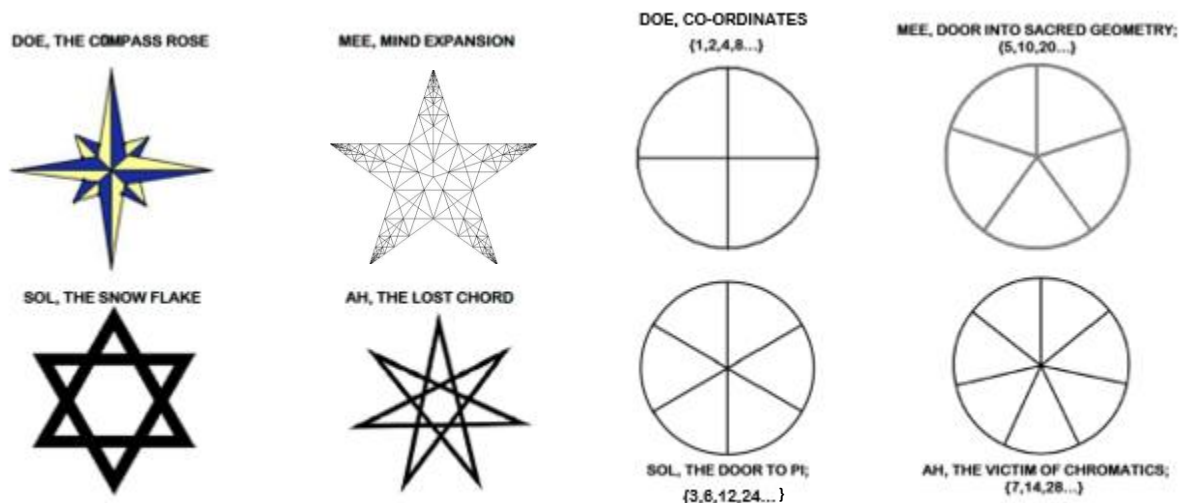 DOE, THE COMPASS ROSE
MEE, MIND EXPANSION
DOE, CO-ORDINATES
{1,2,4,8...}
MEE, DOOR INTO SACRED GEOMETRY;
{5,10,20...}
SOL, THE SNOW FLAKE
AH, THE LOST CHORD
SOL, THE DOOR TO PI;
{3,6,12,24... }
AH, THE VICTIM OF CHROMATICS;
{7,14,28...}